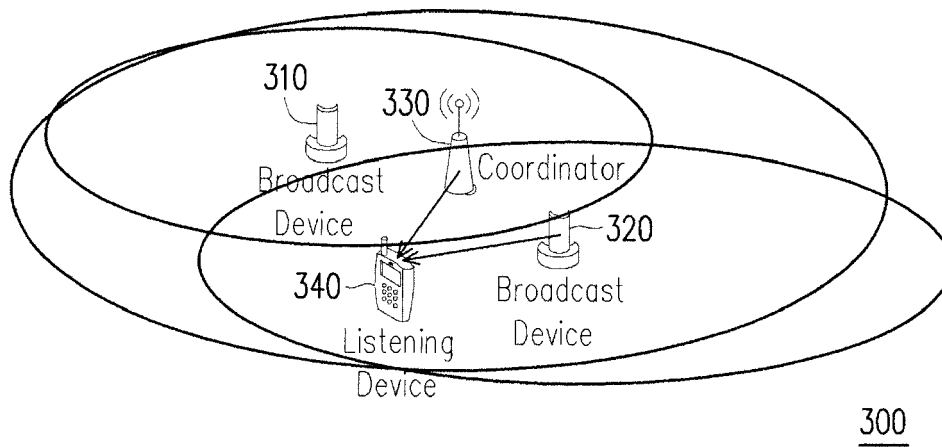 310
330
Broadcast
Device
Coordinator
320
340
Broadcast
Device
Listening
Device
300